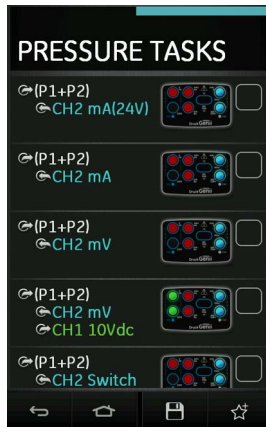 PRESSURE TASKS
(P1+P2)
CH2 mA(24V)
(P1+P2)
CH2 mA
(P1+P2)
CH2 mV
(P1+P2)
CH2 mV
CH1 10Vdc
(P1+P2)
CH2 Switch